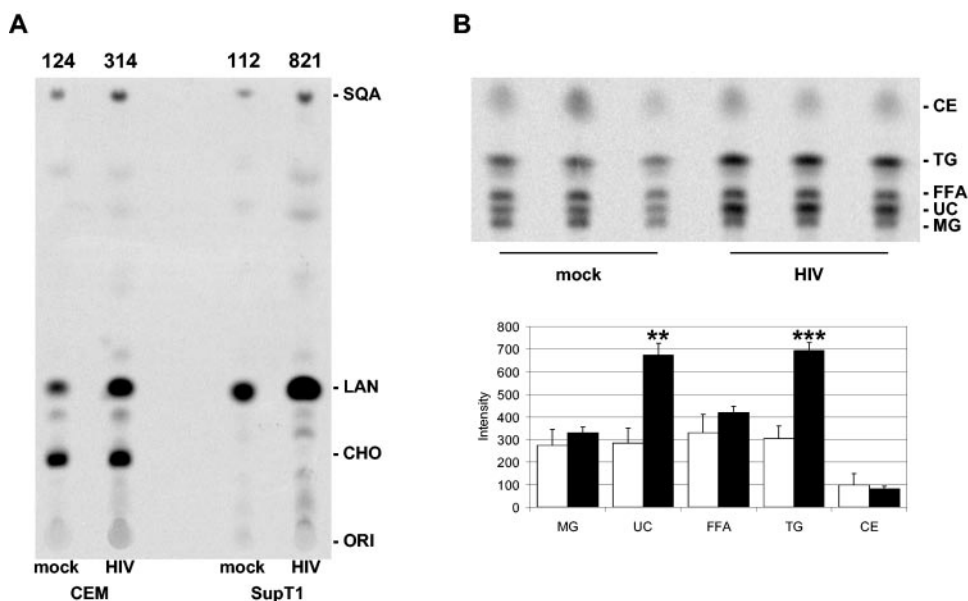 A
124 314 112 821
- SQA
- LAN
- CHO
- ORI
mock HIV mock HIV
CEM SupT1
B
- CE
- TG
- FFA
- UC
- MG
mock HIV
800
700
600
500
400
300
200
100
0
Intensity
** ***
MG UC FFA TG CE